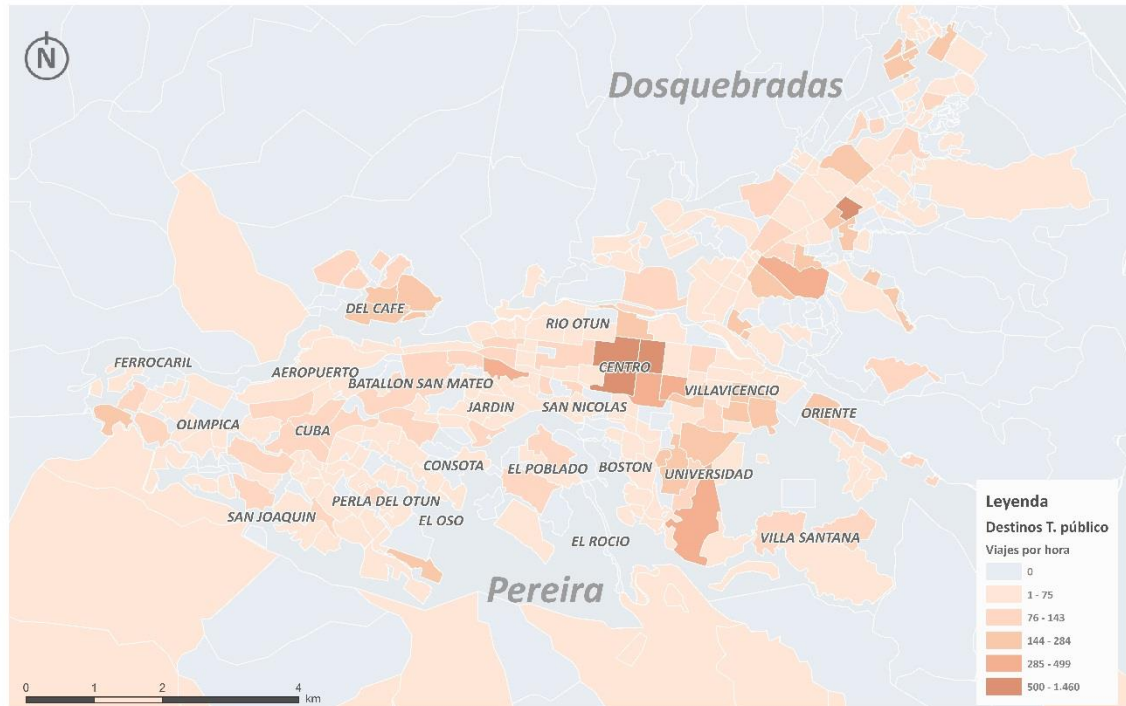 N
Dosquebradas
DEL CAFE
RIO OTUN
FERROCARIL
AEROPUERTO
CENTRO
BATALLON SAN MATEO
VILLAVICENCIO
JARDIN
SAN NICOLAS
ORIENTE
OLIMPICA
CUBA
CONSOTA
EL POBLADO
BOSTON
UNIVERSIDAD
PERLA DEL OTUN
SAN JOAQUIN
EL OSO
EL ROCIO
VILLA SANTANA
Pereira
Leyenda
Destinos T. público
Viajes por hora
0
1 - 75
76 - 143
144 - 284
285 - 499
500 - 1.460
0 1 2 4
km